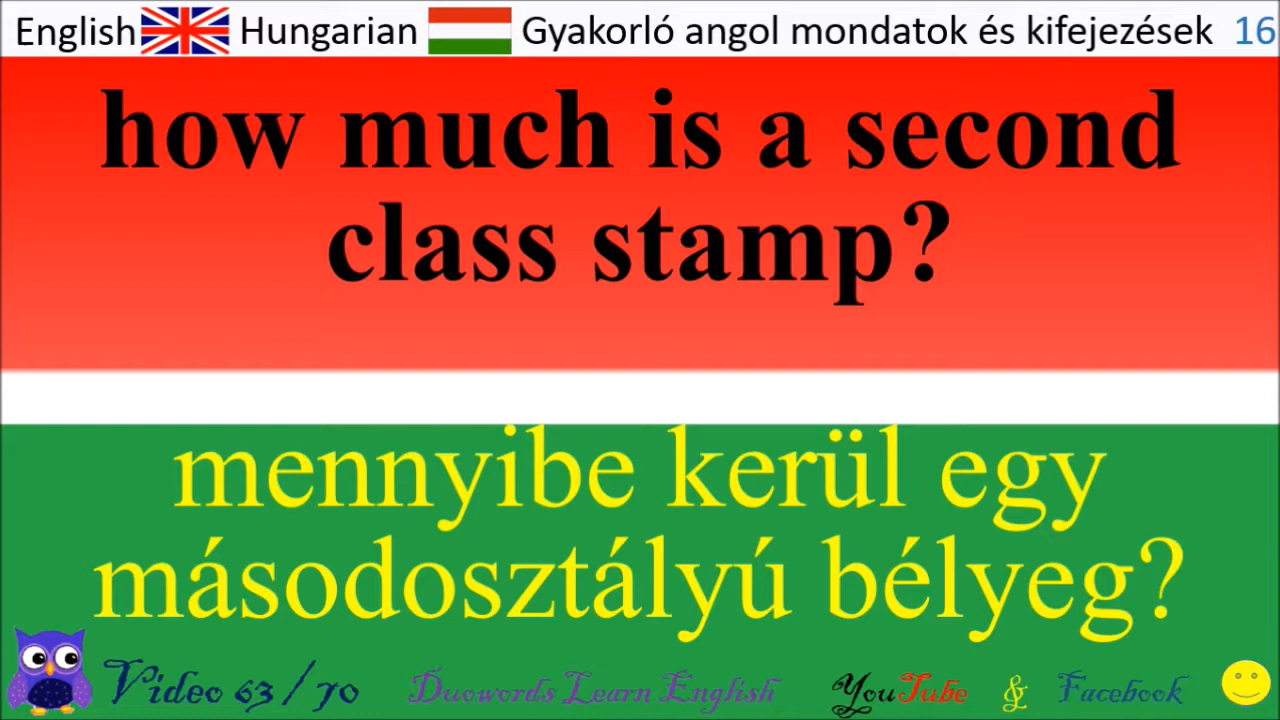 English Hungarian Gyakorló angol mondatok és kifejezések 16
how much is a second
class stamp?
mennyibe kerül egy
másodosztályú bélyeg?
Video 63/70 Duowords Learn English YouTube & Facebook